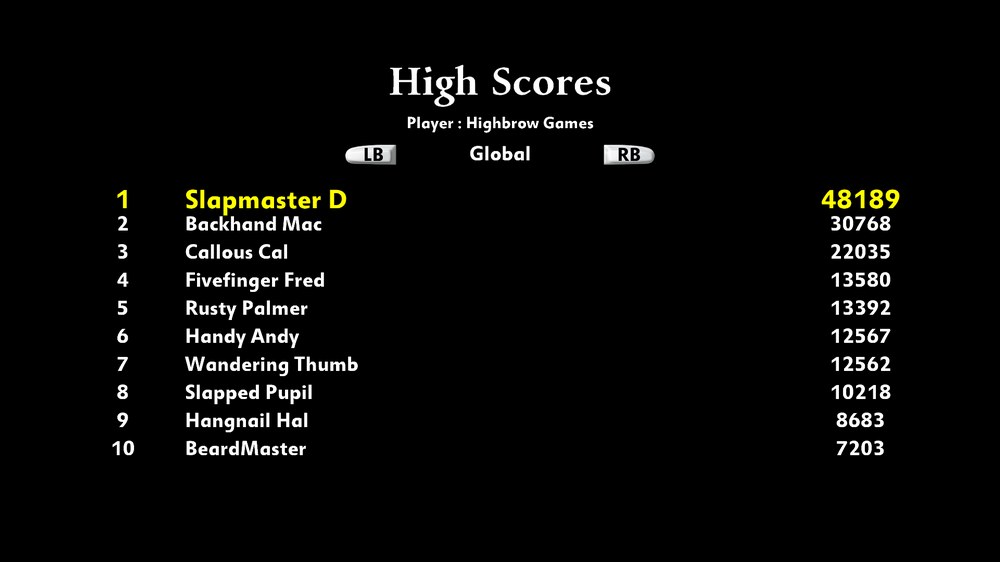 High Scores
Player : Highbrow Games
LB Global RB
1 Slapmaster D 48189
2 Backhand Mac 30768
3 Callous Cal 22035
4 Fivefinger Fred 13580
5 Rusty Palmer 13392
6 Handy Andy 12567
7 Wandering Thumb 12562
8 Slapped Pupil 10218
9 Hangnail Hal 8683
10 BeardMaster 7203